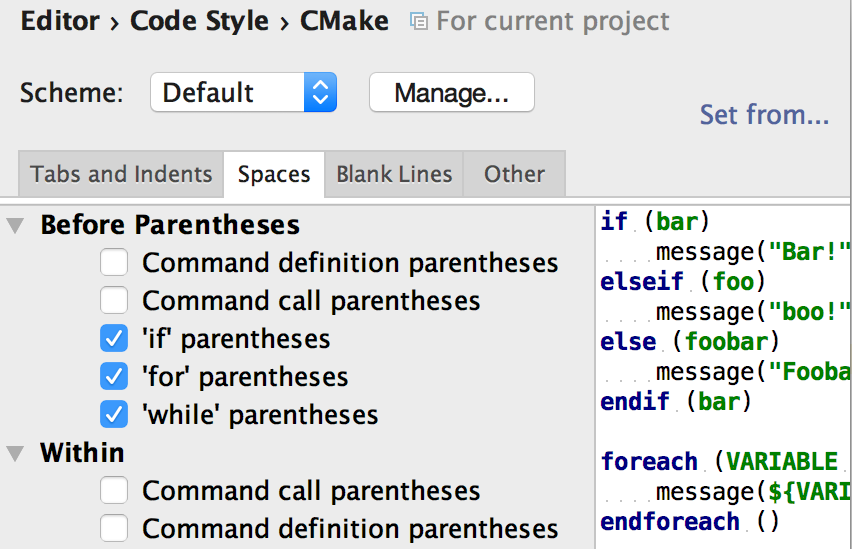 Editor › Code Style › CMake For current project
Scheme: Default Manage...
Set from...
Tabs and Indents Spaces Blank Lines Other
Before Parentheses
Command definition parentheses
Command call parentheses
'if' parentheses
'for' parentheses
'while' parentheses
Within
Command call parentheses
Command definition parentheses
if (bar)
message("Bar!"
elseif (foo)
message("boo!"
else (foobar)
message("Fooba
endif (bar)
foreach (VARIABLE
message(${VARI
endforeach ()